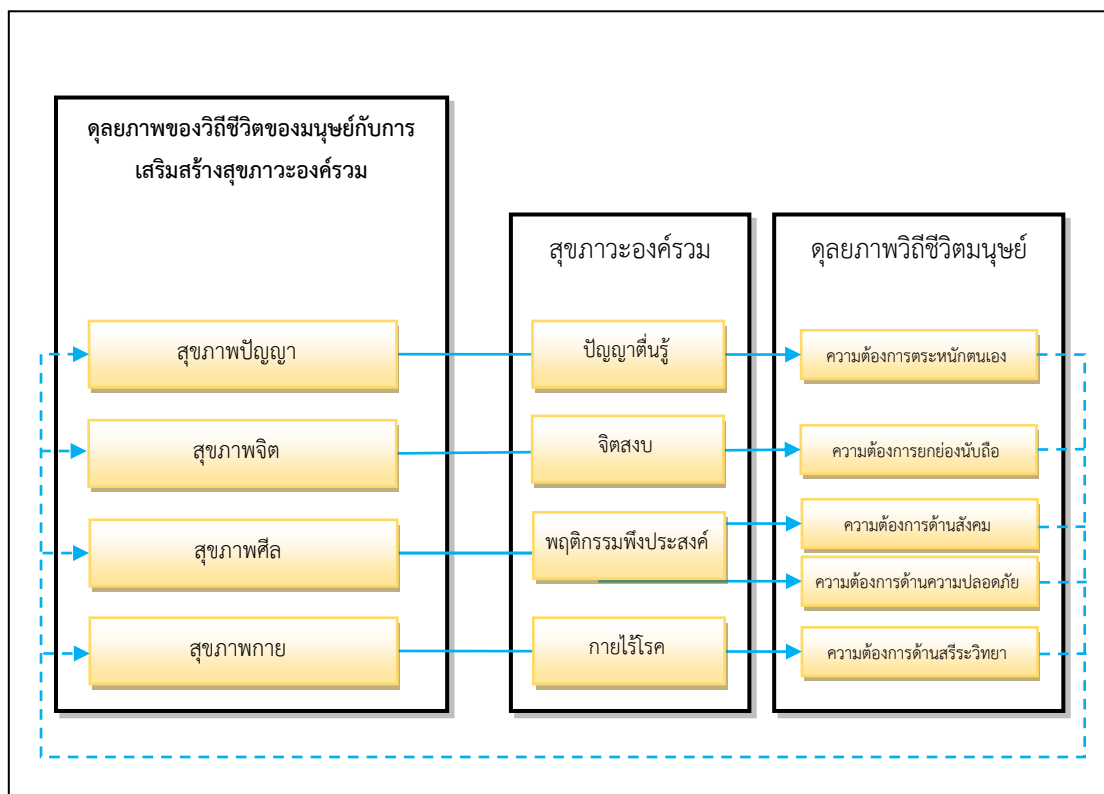 ดุลยภาพของวิถีชีวิตของมนุษย์กับการ
เสริมสร้างสุขภาวะองค์รวม
สุขภาพปัญญา
สุขภาพจิต
สุขภาพศีล
สุขภาพกาย
สุขภาวะองค์รวม
ปัญญาตื่นรู้
จิตสงบ
พฤติกรรมพึงประสงค์
กายไร้โรค
ดุลยภาพวิถีชีวิตมนุษย์
ความต้องการตระหนักตนเอง
ความต้องการยกย่องนับถือ
ความต้องการด้านสังคม
ความต้องการด้านความปลอดภัย
ความต้องการด้านสรีระวิทยา